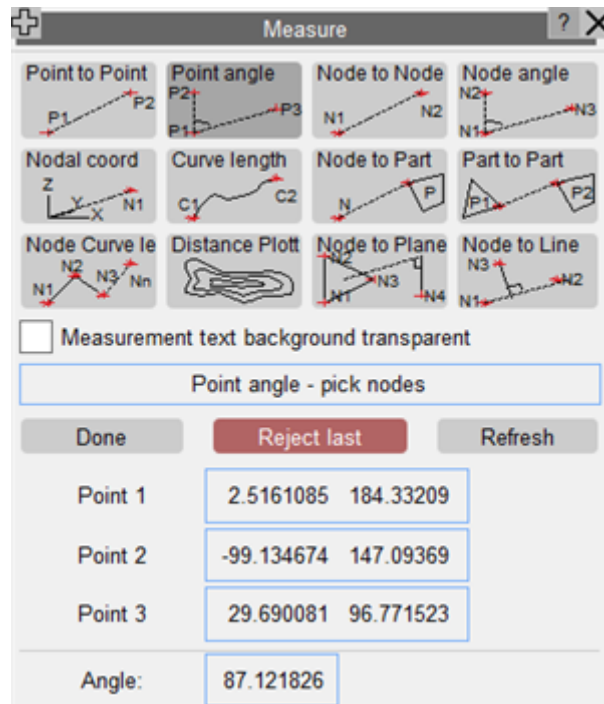 Measure ?
Point to Point Point angle Node to Node Node angle
P1 P2 P2 P1 P3 N1 N2 N2 N1 N3
Nodal coord Curve length Node to Part Part to Part
Z Y X N1 C1 C2 N P P1 P2
Node Curve le Distance Plott Node to Plane Node to Line
N1 N2 N3 Nn N2 N1 N3 N4 N3 N1 N2
Measurement text background transparent
Point angle - pick nodes
Done Reject last Refresh
Point 1 2.5161085 184.33209
Point 2 -99.134674 147.09369
Point 3 29.690081 96.771523
Angle: 87.121826